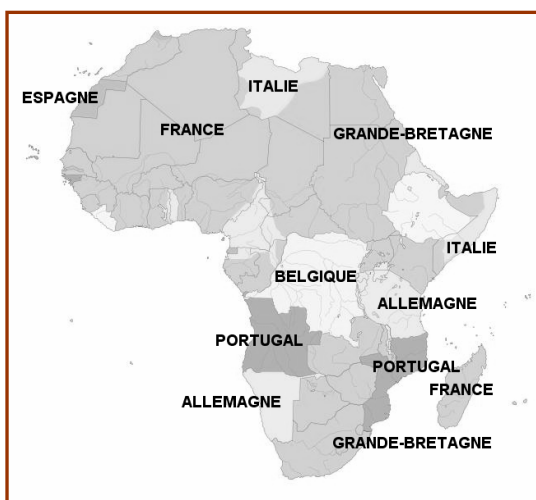 ITALIE
ESPAGNE
FRANCE
GRANDE-BRETAGNE
ITALIE
BELGIQUE
ALLEMAGNE
PORTUGAL
PORTUGAL
FRANCE
ALLEMAGNE
GRANDE-BRETAGNE